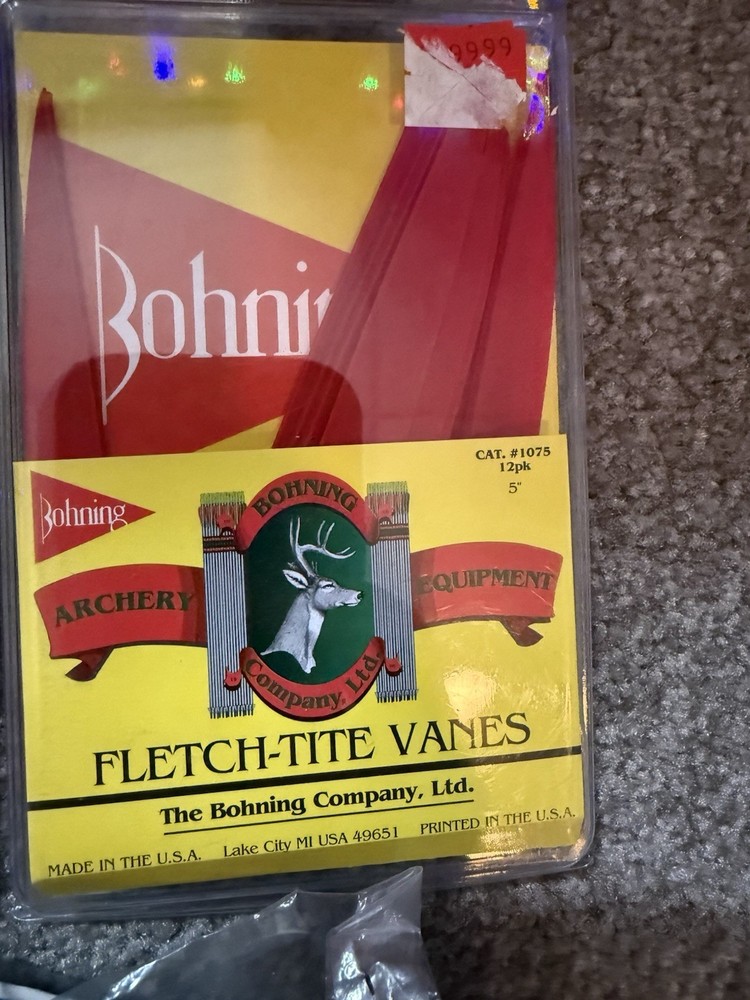 9999
Bohnin
CAT. #1075
12pk
5"
Bohning
BOHNING
ARCHERY
EQUIPMENT
Company, Ltd.
FLETCH-TITE VANES
The Bohning Company, Ltd.
MADE IN THE U.S.A. Lake City MI USA 49651 PRINTED IN THE U.S.A.